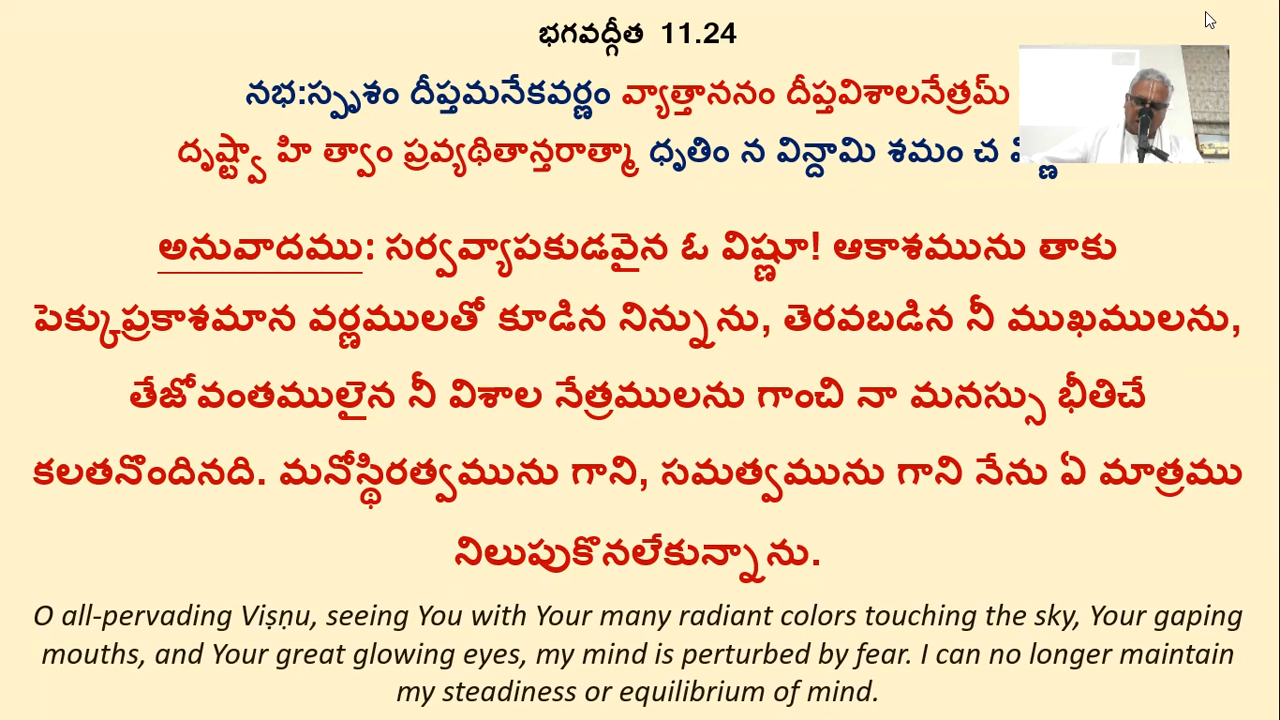 భగవద్గీత 11.24
నభ:స్పృశం దీప్తమనేకవర్ణం వ్యాత్తాననం దీప్తవిశాలనేత్రమ్
దృష్ట్వా హి త్వాం ప్రవ్యథితాన్తరాత్మా ధృతిం న విన్దామి శమం చ
అనువాదము: సర్వవ్యాపకుడవైన ఓ విష్ణూ! ఆకాశమును తాకు
పెక్కుప్రకాశమాన వర్ణములతో కూడిన నిన్నును, తెరవబడిన నీ ముఖములను,
తేజోవంతములైన నీ విశాల నేత్రములను గాంచి నా మనస్సు భీతిచే
కలతనొందినది. మనోస్థిరత్వమును గాని, సమత్వమును గాని నేను ఏ మాత్రము
నిలుపుకొనలేకున్నాను.
O all-pervading Viṣṇu, seeing You with Your many radiant colors touching the sky, Your gaping
mouths, and Your great glowing eyes, my mind is perturbed by fear. I can no longer maintain
my steadiness or equilibrium of mind.